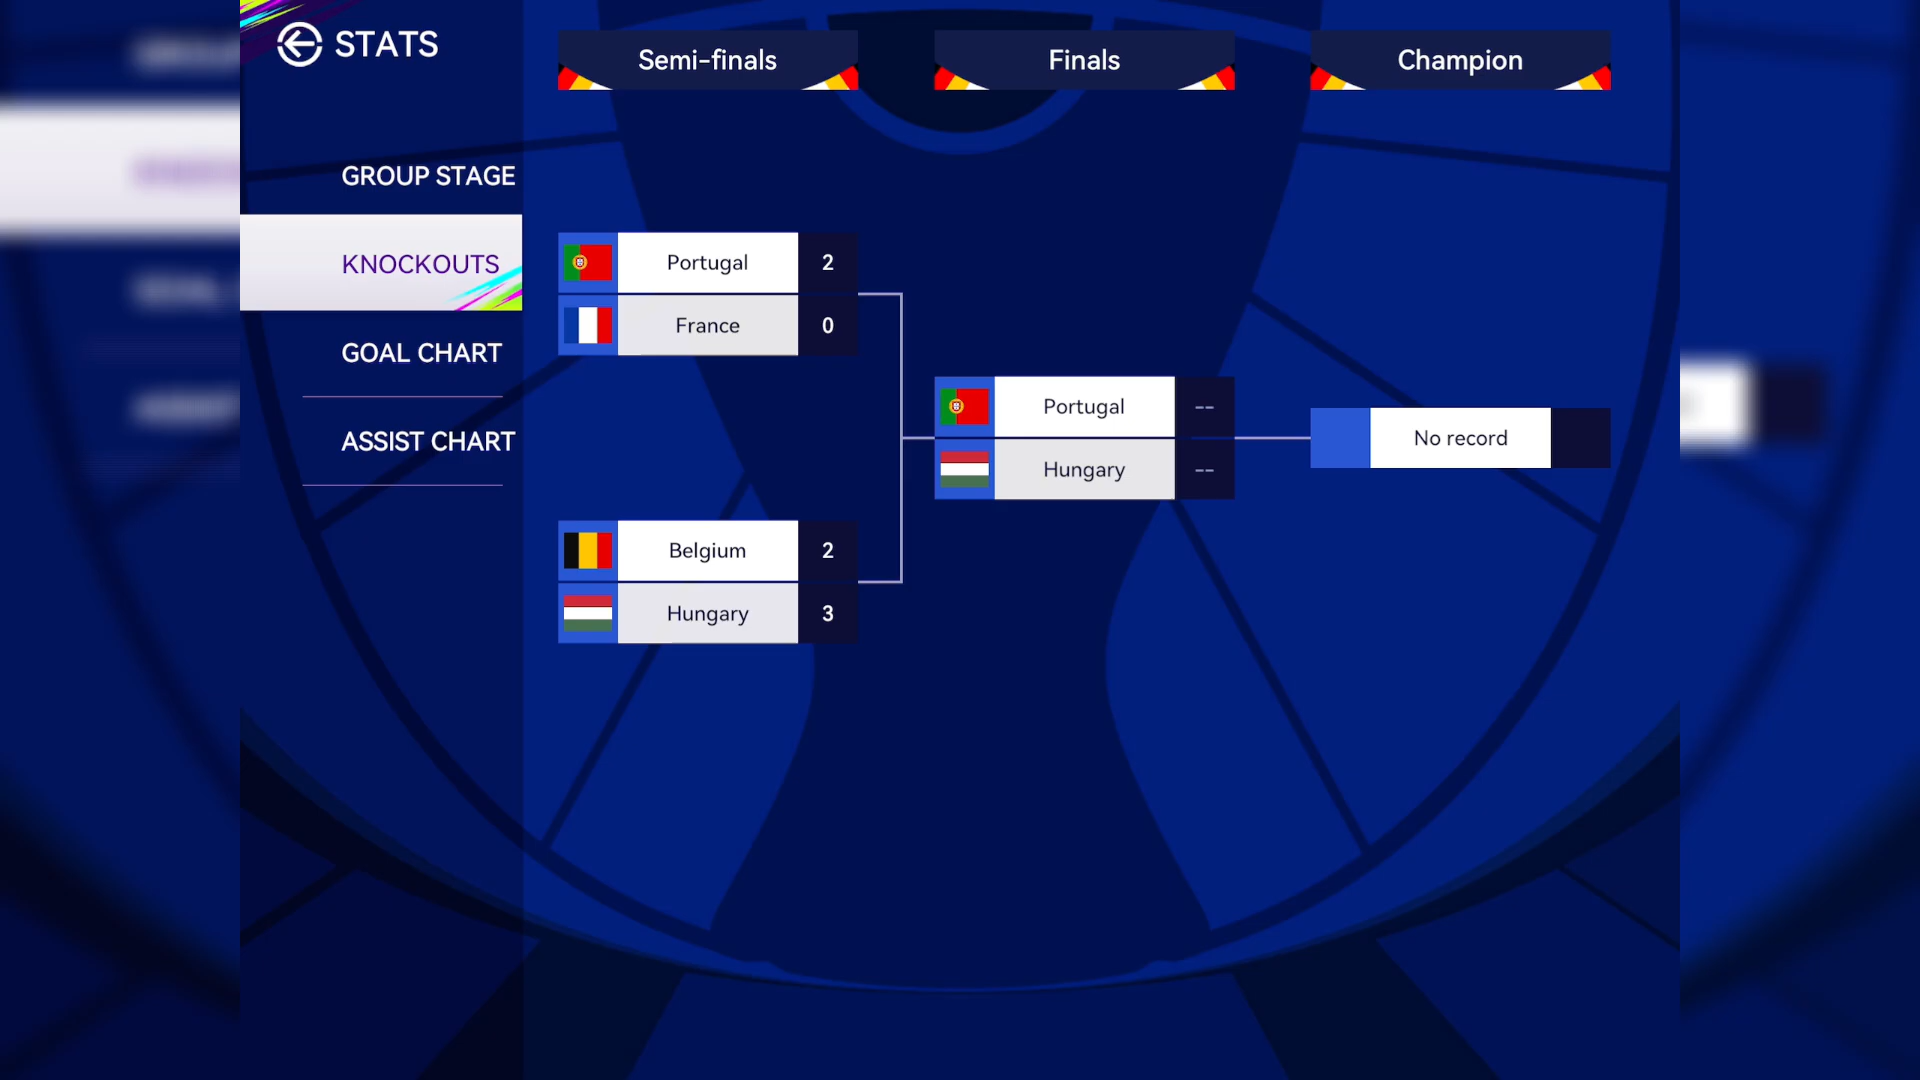 STATS
GROUP STAGE
KNOCKOUTS
GOAL CHART
ASSIST CHART
Semi-finals
Finals
Champion
Portugal 2
France 0
Belgium 2
Hungary 3
Portugal --
Hungary --
No record